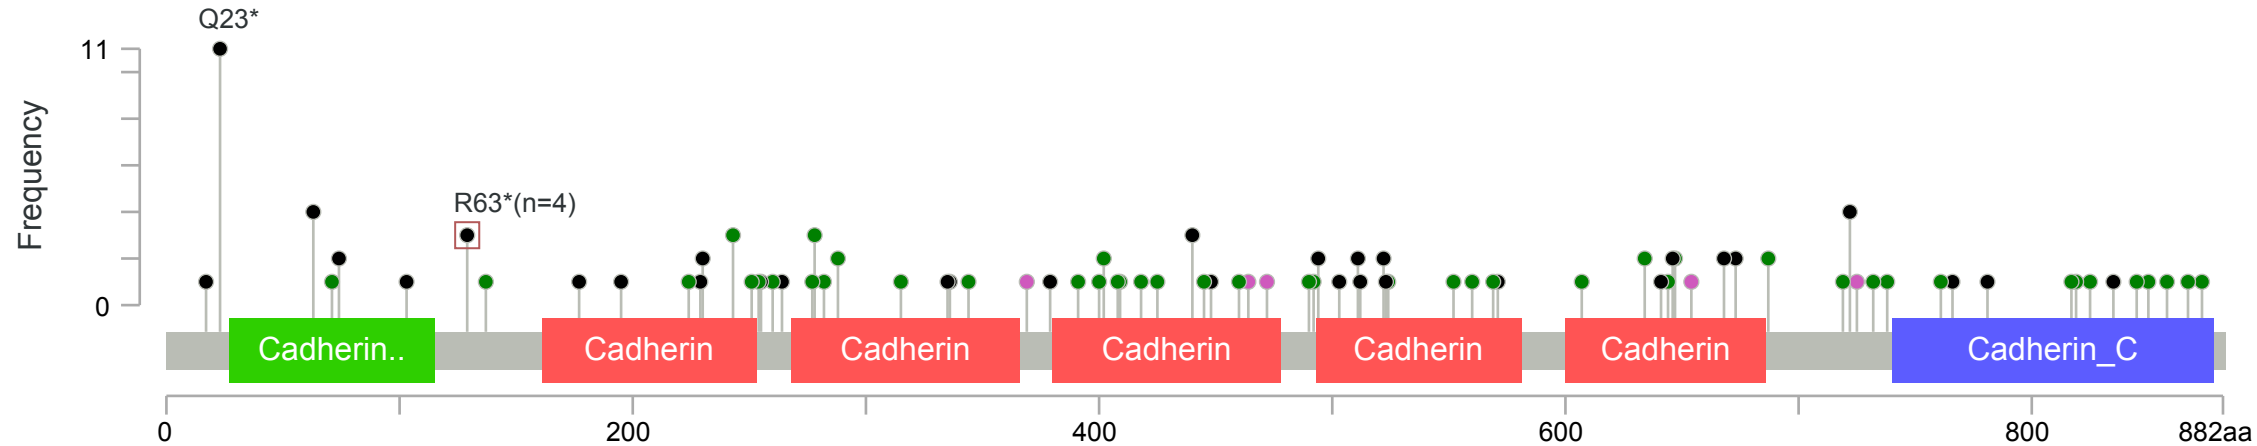 Q23*
11
R63*(n=4)
Frequency
0
Cadherin.. Cadherin Cadherin Cadherin Cadherin Cadherin Cadherin_C
0 200 400 600 800 882aa